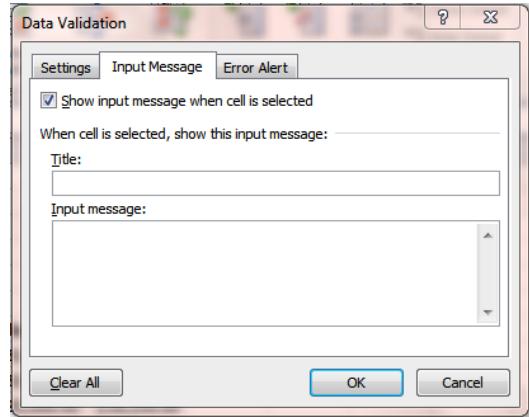 Data Validation
Settings Input Message Error Alert
Show input message when cell is selected
When cell is selected, show this input message:
Title:
Input message:
Clear All OK Cancel